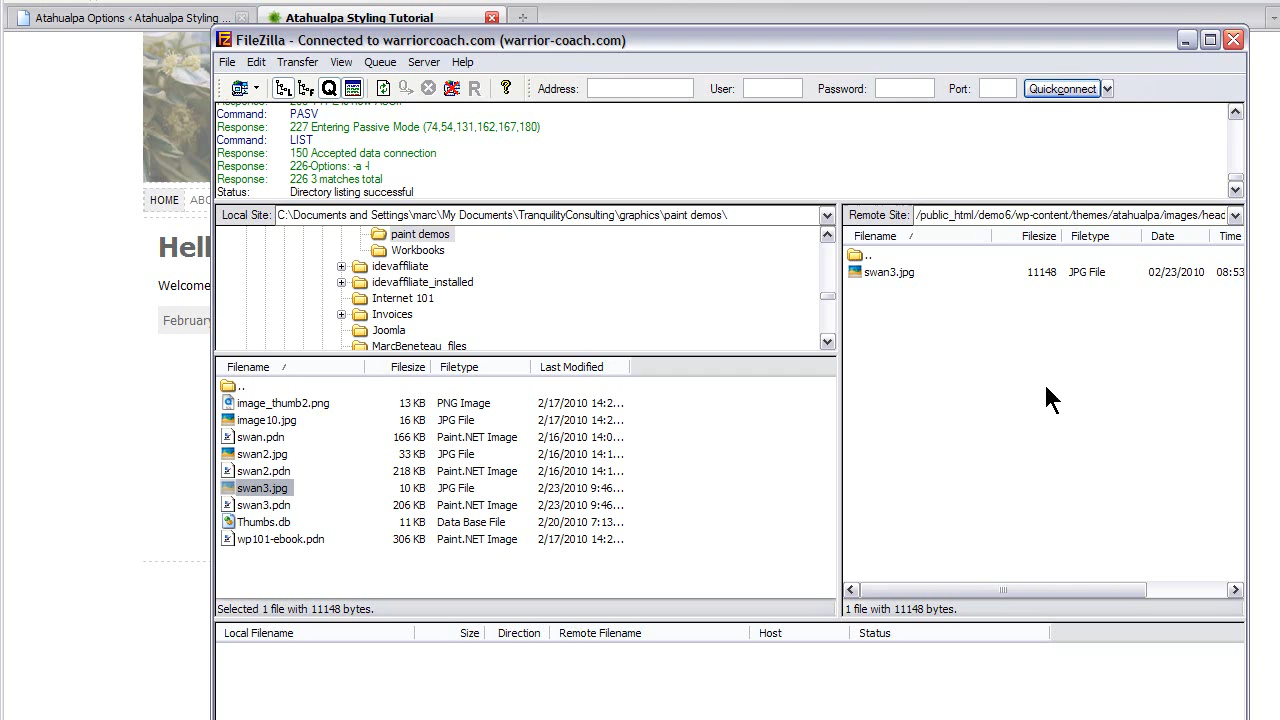 Atahualpa Options ‹ Atahualpa Styling ...
Atahualpa Styling Tutorial
FileZilla - Connected to warriorcoach.com (warrior-coach.com)
File Edit Transfer View Queue Server Help
Address: User: Password: Port: Quickconnect
Command: PASV
Response: 227 Entering Passive Mode (74,54,131,162,167,180)
Command: LIST
Response: 150 Accepted data connection
Response: 226-Options: -a -l
Response: 226 3 matches total
Status: Directory listing successful
HOME ABO
Local Site: C:\Documents and Settings\marc\My Documents\TranquilityConsulting\graphics\paint demos\
Remote Site: /public_html/demo6/wp-content/themes/atahualpa/images/head
paint demos
Workbooks
idevaffiliate
idevaffiliate_installed
Internet 101
Invoices
Joomla
MarcBeneteau_files
Filename / Filesize Filetype Date Time
..
swan3.jpg 11148 JPG File 02/23/2010 08:53
Hell
Welcome
February
Filename / Filesize Filetype Last Modified
..
image_thumb2.png 13 KB PNG Image 2/17/2010 14:2...
image10.jpg 16 KB JPG File 2/17/2010 14:2...
swan.pdn 166 KB Paint.NET Image 2/16/2010 14:0...
swan2.jpg 33 KB JPG File 2/16/2010 14:1...
swan2.pdn 218 KB Paint.NET Image 2/16/2010 14:1...
swan3.jpg 10 KB JPG File 2/23/2010 9:46...
swan3.pdn 206 KB Paint.NET Image 2/23/2010 9:46...
Thumbs.db 11 KB Data Base File 2/20/2010 7:13...
wp101-ebook.pdn 306 KB Paint.NET Image 2/17/2010 14:2...
Selected 1 file with 11148 bytes.
1 file with 11148 bytes.
Local Filename Size Direction Remote Filename Host Status